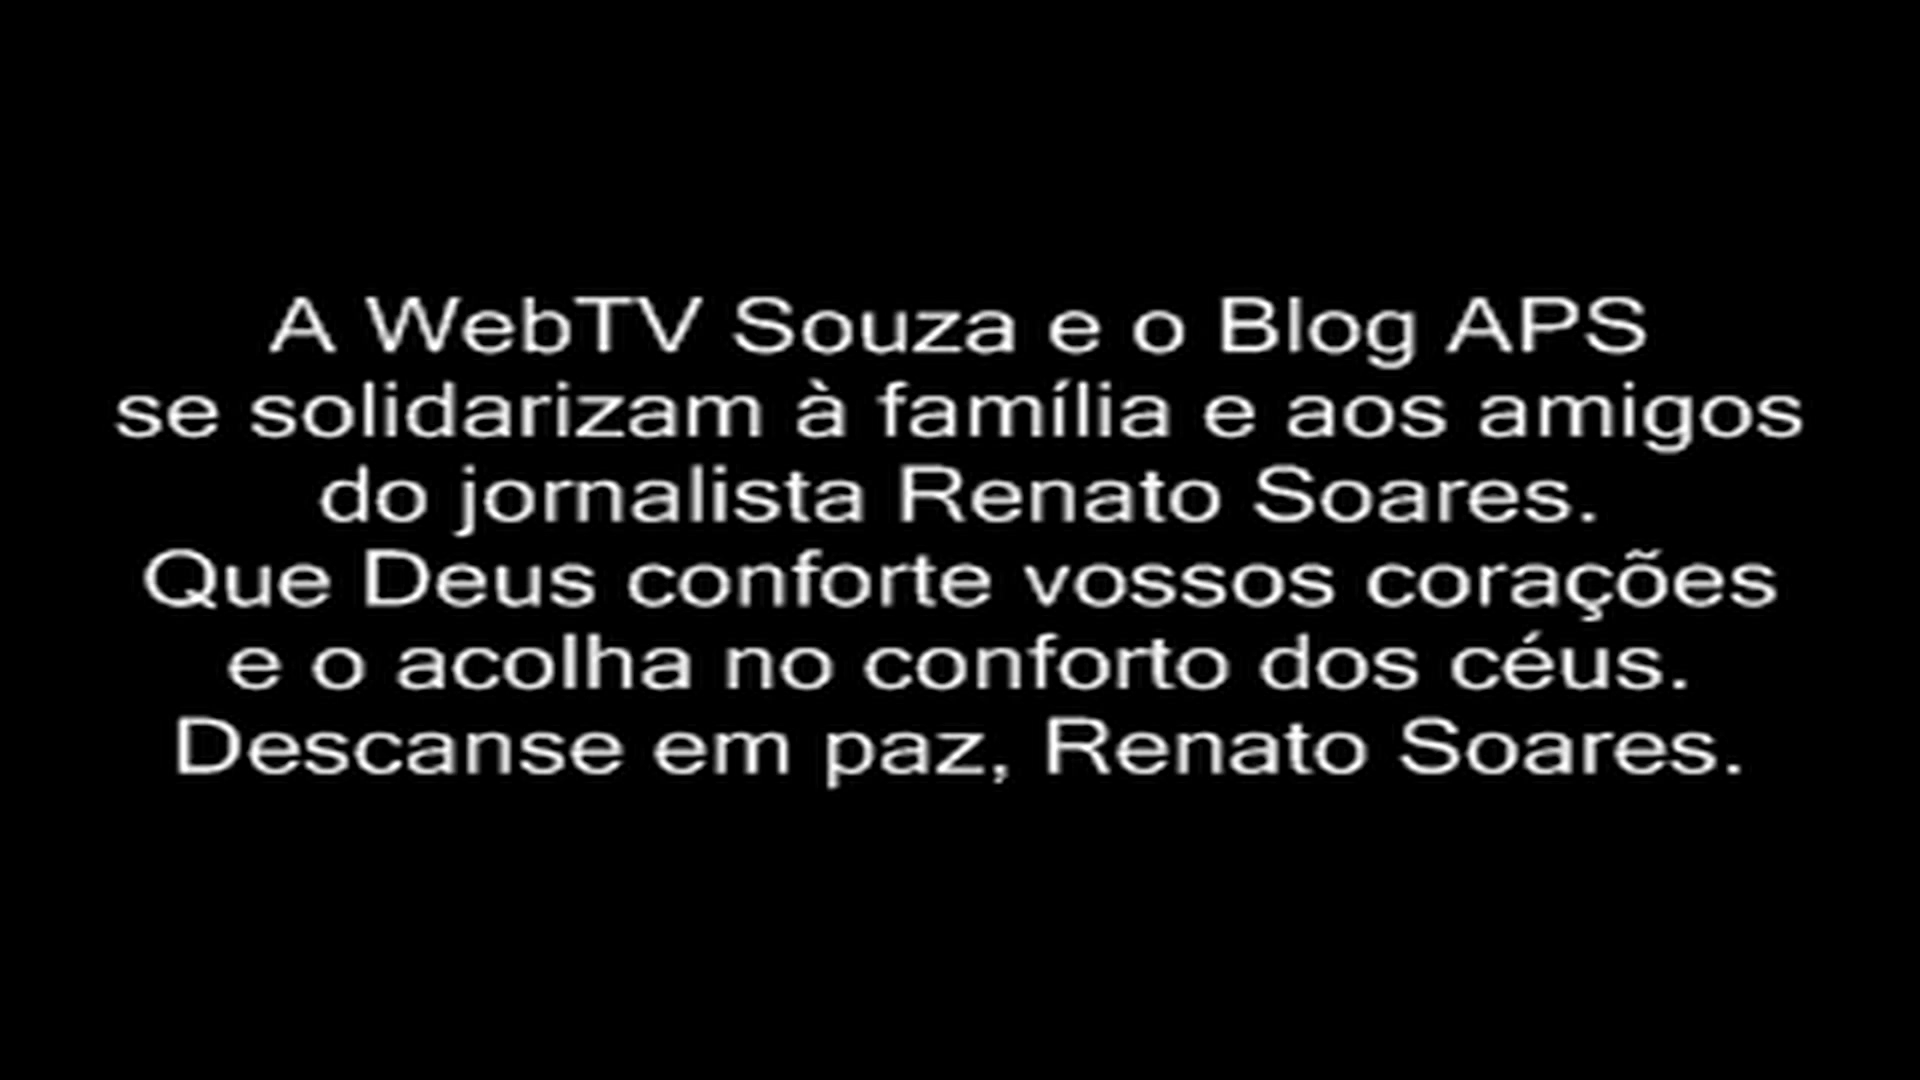 A WebTV Souza e o Blog APS
se solidarizam à família e aos amigos
do jornalista Renato Soares.
Que Deus conforte vossos corações
e o acolha no conforto dos céus.
Descanse em paz, Renato Soares.